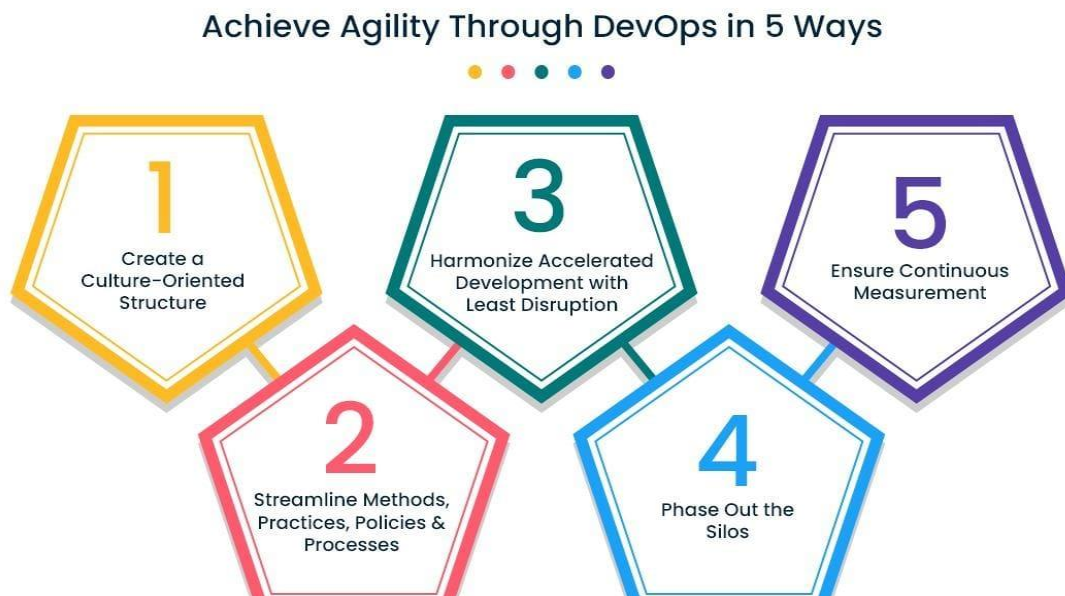 Achieve Agility Through DevOps in 5 Ways
1
Create a
Culture-Oriented
Structure
2
Streamline Methods,
Practices, Policies &
Processes
3
Harmonize Accelerated
Development with
Least Disruption
4
Phase Out the
Silos
5
Ensure Continuous
Measurement